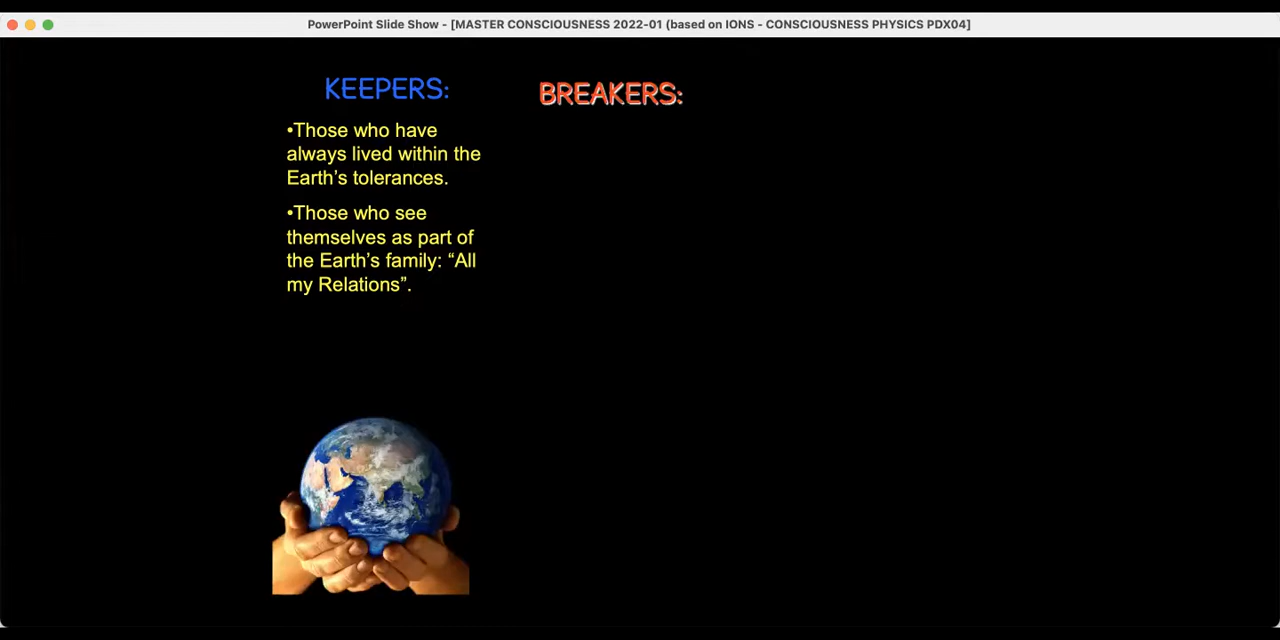 PowerPoint Slide Show - [MASTER CONSCIOUSNESS 2022-01 (based on IONS - CONSCIOUSNESS PHYSICS PDX04]
KEEPERS:
•Those who have
always lived within the
Earth’s tolerances.
•Those who see
themselves as part of
the Earth’s family: “All
my Relations”.
BREAKERS: